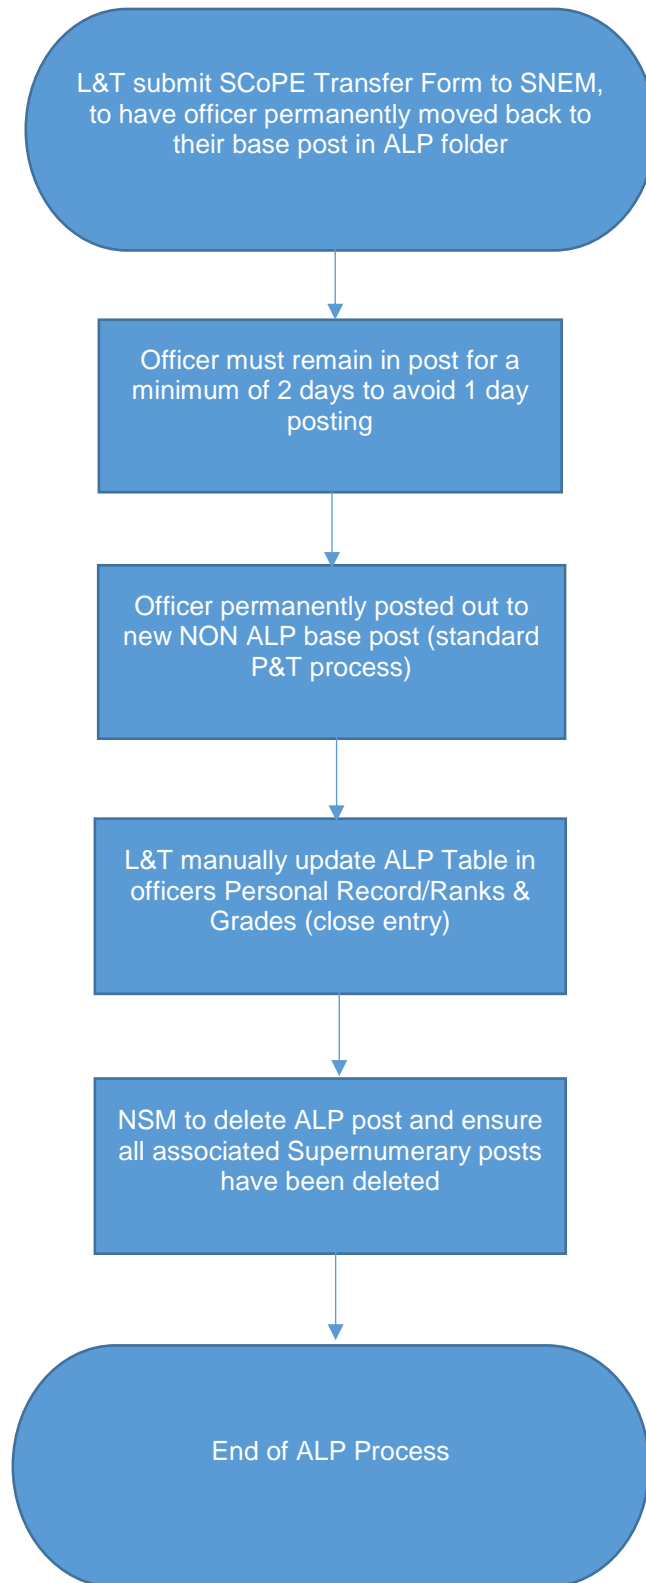 L&T submit SCoPE Transfer Form to SNEM,
to have officer permanently moved back to
their base post in ALP folder
Officer must remain in post for a
minimum of 2 days to avoid 1 day
posting
Officer permanently posted out to
new NON ALP base post (standard
P&T process)
L&T manually update ALP Table in
officers Personal Record/Ranks &
Grades (close entry)
NSM to delete ALP post and ensure
all associated Supernumerary posts
have been deleted
End of ALP Process